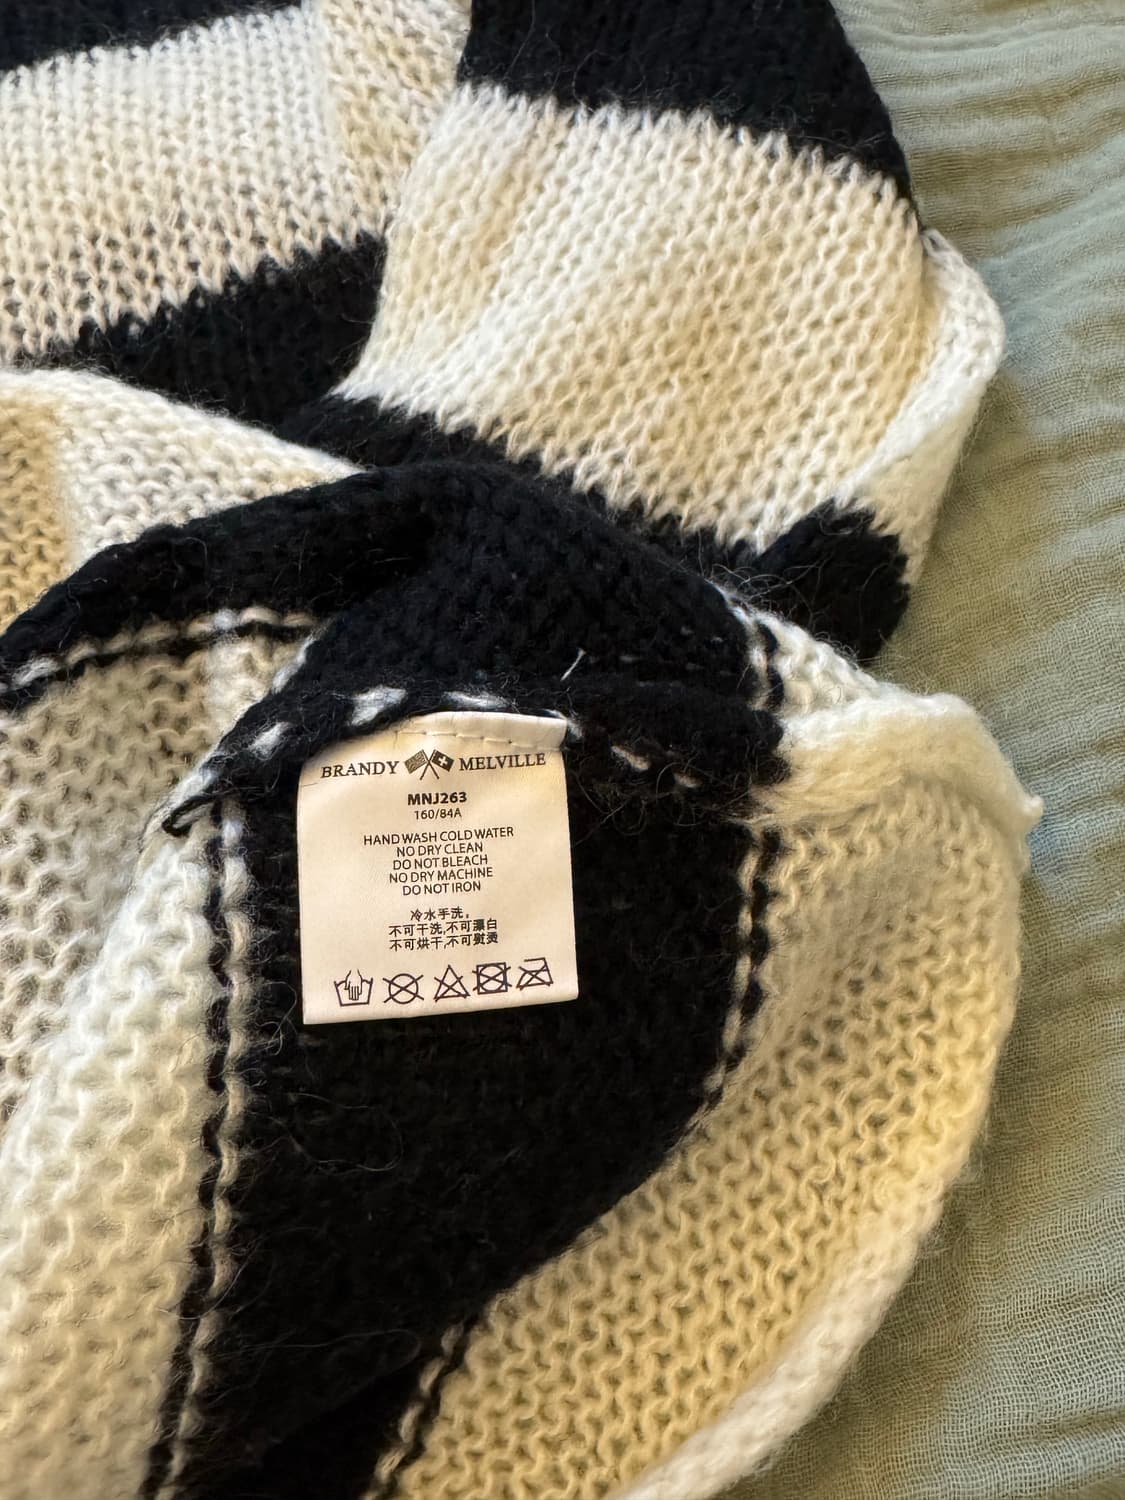 BRANDY MELVILLE
MNJ263
160/84A
HAND WASH COLD WATER
NO DRY CLEAN
DO NOT BLEACH
NO DRY MACHINE
DO NOT IRON
冷水手洗,
不可干洗,不可漂白
不可烘干,不可熨烫